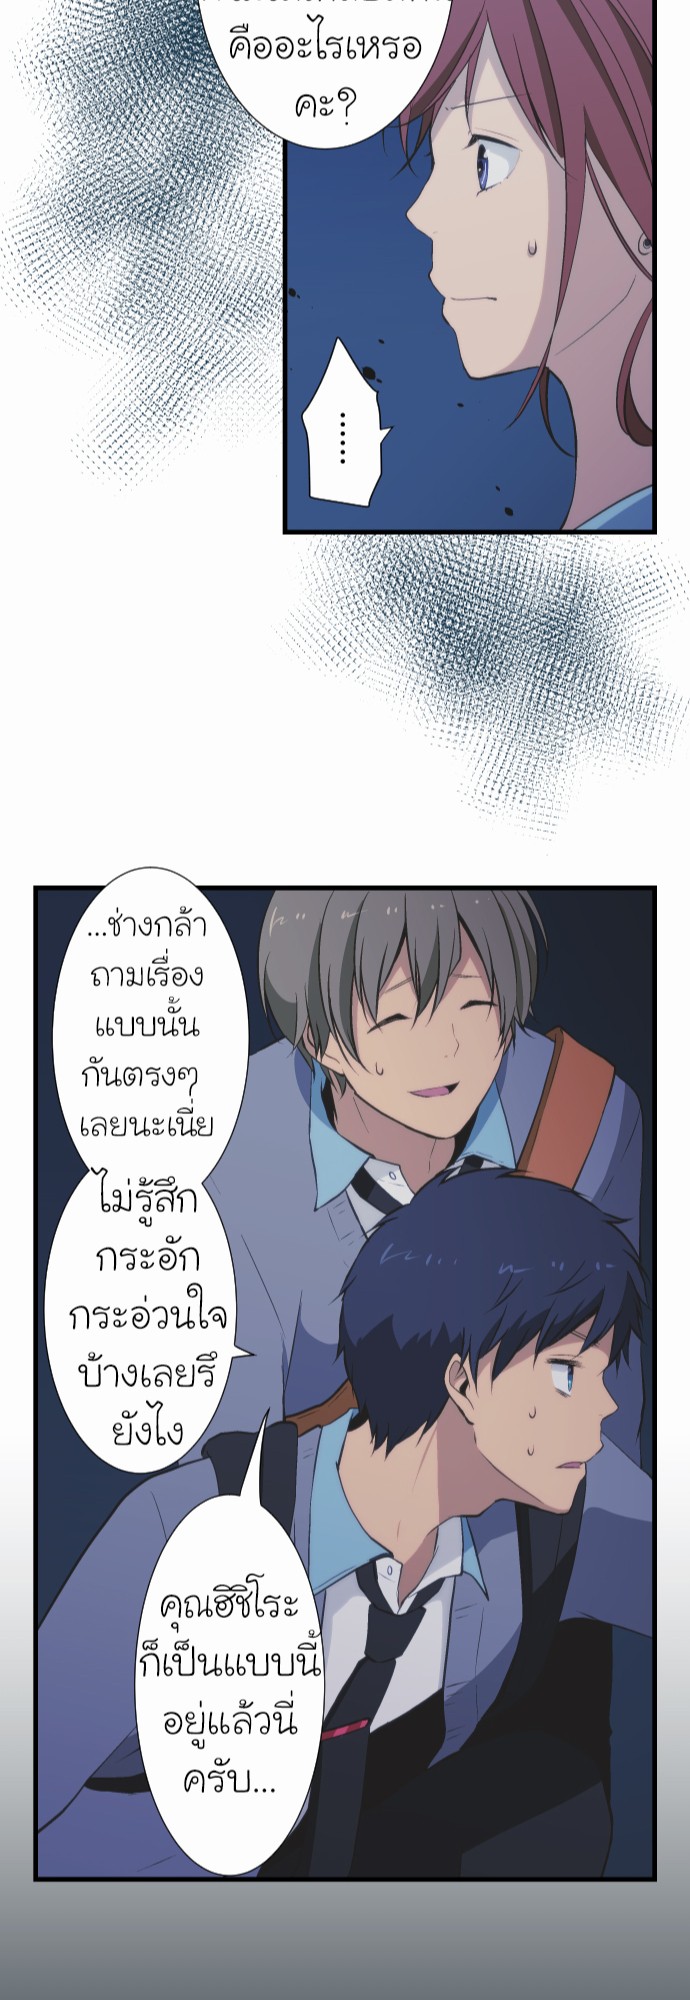 คืออะไรเหรอ
คะ?
......
...ช่างกล้า
ถามเรื่อง
แบบนั้น
กันตรงๆ
เลยนะเนี่ย
ไม่รู้สึก
กระอัก
กระอ่วนใจ
บ้างเลยรึ
ยังไง
คุณฮิชิโระ
ก็เป็นแบบนี้
อยู่แล้วนี่
ครับ...